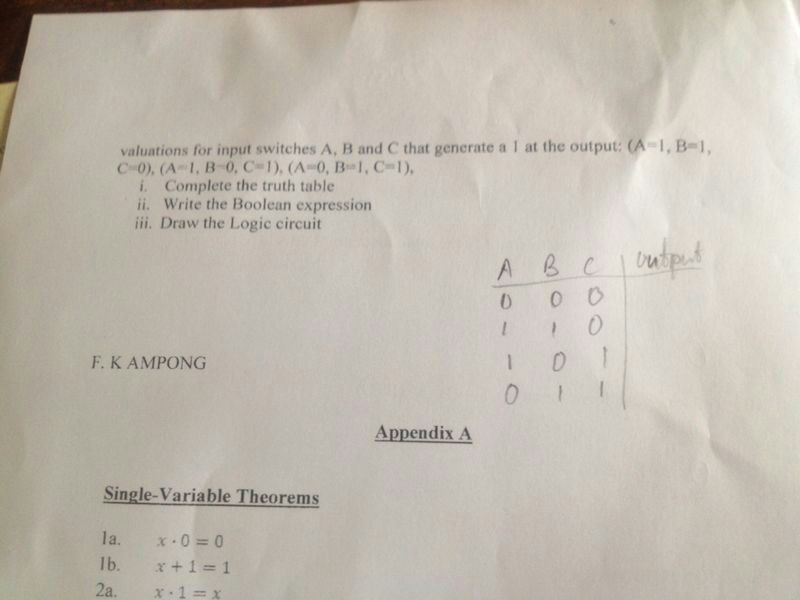 valuations for input switches A, B and C that generate a 1 at the output: (A=1, B=1,
C=0), (A=1, B=0, C=1), (A=0, B=1, C=1),
i. Complete the truth table
ii. Write the Boolean expression
iii. Draw the Logic circuit
A B C output
0 0 0
1 1 0
1 0 1
0 1 1
F. K AMPONG
Appendix A
Single-Variable Theorems
1a. x · 0 = 0
1b. x + 1 = 1
2a. x · 1 = x